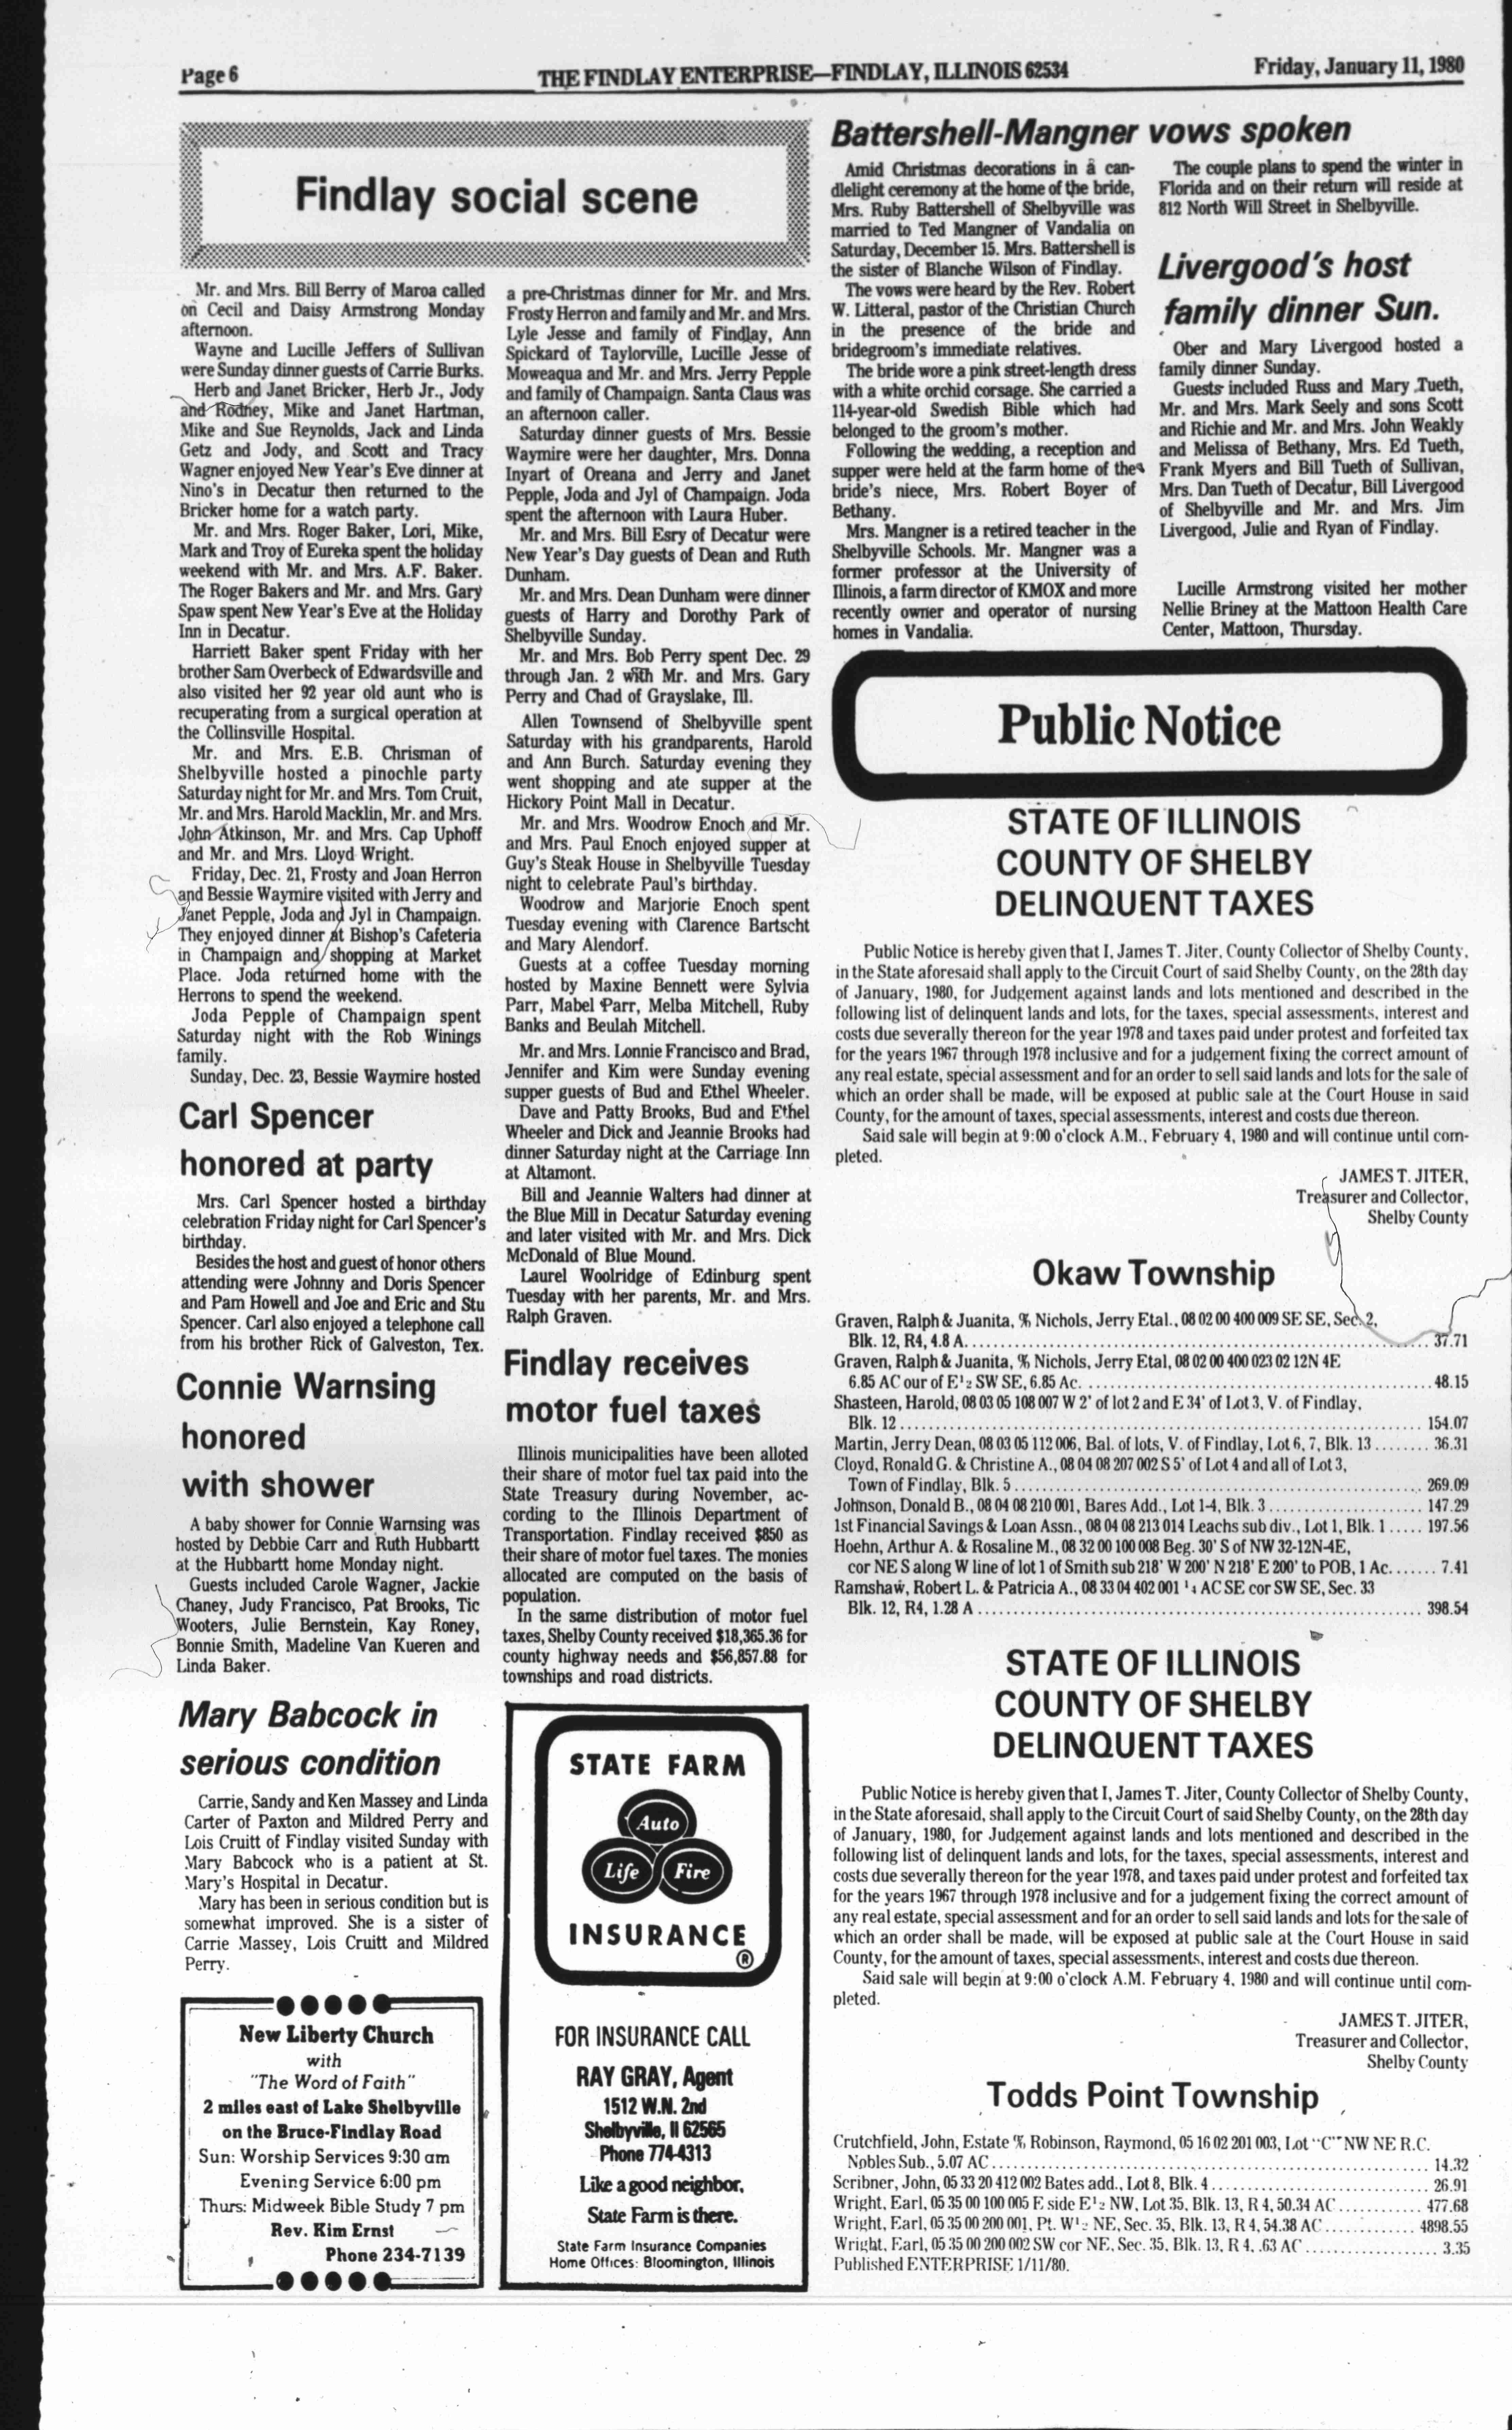 Page 6
THE FINDLAY ENTERPRISE—FINDLAY, ILLINOIS 62534
Friday, January 11, 1980
Findlay social scene
Mr. and Mrs. Bill Berry of Maroa called
on Cecil and Daisy Armstrong Monday
afternoon.
Wayne and Lucille Jeffers of Sullivan
were Sunday dinner guests of Carrie Burks.
Herb and Janet Bricker, Herb Jr., Jody
and Rodney, Mike and Janet Hartman,
Mike and Sue Reynolds, Jack and Linda
Getz and Jody, and Scott and Tracy
Wagner enjoyed New Year's Eve dinner at
Nino's in Decatur then returned to the
Bricker home for a watch party.
Mr. and Mrs. Roger Baker, Lori, Mike,
Mark and Troy of Eureka spent the holiday
weekend with Mr. and Mrs. A.F. Baker.
The Roger Bakers and Mr. and Mrs. Gary
Spaw spent New Year's Eve at the Holiday
Inn in Decatur.
Harriett Baker spent Friday with her
brother Sam Overbeck of Edwardsville and
also visited her 92 year old aunt who is
recuperating from a surgical operation at
the Collinsville Hospital.
Mr. and Mrs. E.B. Chrisman of
Shelbyville hosted a pinochle party
Saturday night for Mr. and Mrs. Tom Cruit,
Mr. and Mrs. Harold Macklin, Mr. and Mrs.
John Atkinson, Mr. and Mrs. Cap Uphoff
and Mr. and Mrs. Lloyd Wright.
Friday, Dec. 21, Frosty and Joan Herron
and Bessie Waymire visited with Jerry and
Janet Pepple, Joda and Jyl in Champaign.
They enjoyed dinner at Bishop's Cafeteria
in Champaign and shopping at Market
Place. Joda returned home with the
Herrons to spend the weekend.
Joda Pepple of Champaign spent
Saturday night with the Rob Winings
family.
Sunday, Dec. 23, Bessie Waymire hosted
a pre-Christmas dinner for Mr. and Mrs.
Frosty Herron and family and Mr. and Mrs.
Lyle Jesse and family of Findlay, Ann
Spickard of Taylorville, Lucille Jesse of
Moweaqua and Mr. and Mrs. Jerry Pepple
and family of Champaign. Santa Claus was
an afternoon caller.
Saturday dinner guests of Mrs. Bessie
Waymire were her daughter, Mrs. Donna
Inyart of Oreana and Jerry and Janet
Pepple, Joda and Jyl of Champaign. Joda
spent the afternoon with Laura Huber.
Mr. and Mrs. Bill Esry of Decatur were
New Year's Day guests of Dean and Ruth
Dunham.
Mr. and Mrs. Dean Dunham were dinner
guests of Harry and Dorothy Park of
Shelbyville Sunday.
Mr. and Mrs. Bob Perry spent Dec. 29
through Jan. 2 with Mr. and Mrs. Gary
Perry and Chad of Grayslake, Ill.
Allen Townsend of Shelbyville spent
Saturday with his grandparents, Harold
and Ann Burch. Saturday evening they
went shopping and ate supper at the
Hickory Point Mall in Decatur.
Mr. and Mrs. Woodrow Enoch and Mr.
and Mrs. Paul Enoch enjoyed supper at
Guy's Steak House in Shelbyville Tuesday
night to celebrate Paul's birthday.
Woodrow and Marjorie Enoch spent
Tuesday evening with Clarence Bartscht
and Mary Alendorf.
Guests at a coffee Tuesday morning
hosted by Maxine Bennett were Sylvia
Parr, Mabel Parr, Melba Mitchell, Ruby
Banks and Beulah Mitchell.
Mr. and Mrs. Lonnie Francisco and Brad,
Jennifer and Kim were Sunday evening
supper guests of Bud and Ethel Wheeler.
Dave and Patty Brooks, Bud and Ethel
Wheeler and Dick and Jeannie Brooks had
dinner Saturday night at the Carriage Inn
at Altamont.
Bill and Jeannie Walters had dinner at
the Blue Mill in Decatur Saturday evening
and later visited with Mr. and Mrs. Dick
McDonald of Blue Mound.
Laurel Woolridge of Edinburg spent
Tuesday with her parents, Mr. and Mrs.
Ralph Graven.
Carl Spencer
honored at party
Mrs. Carl Spencer hosted a birthday
celebration Friday night for Carl Spencer's
birthday.
Besides the host and guest of honor others
attending were Johnny and Doris Spencer
and Pam Howell and Joe and Eric and Stu
Spencer. Carl also enjoyed a telephone call
from his brother Rick of Galveston, Tex.
Connie Warnsing
honored
with shower
A baby shower for Connie Warnsing was
hosted by Debbie Carr and Ruth Hubbartt
at the Hubbartt home Monday night.
Guests included Carole Wagner, Jackie
Chaney, Judy Francisco, Pat Brooks, Tic
Wooters, Julie Bernstein, Kay Roney,
Bonnie Smith, Madeline Van Kueren and
Linda Baker.
Mary Babcock in
serious condition
Carrie, Sandy and Ken Massey and Linda
Carter of Paxton and Mildred Perry and
Lois Cruitt of Findlay visited Sunday with
Mary Babcock who is a patient at St.
Mary's Hospital in Decatur.
Mary has been in serious condition but is
somewhat improved. She is a sister of
Carrie Massey, Lois Cruitt and Mildred
Perry.
New Liberty Church
with
"The Word of Faith"
2 miles east of Lake Shelbyville
on the Bruce-Findlay Road
Sun: Worship Services 9:30 am
Evening Service 6:00 pm
Thurs: Midweek Bible Study 7 pm
Rev. Kim Ernst
Phone 234-7139
Findlay receives
motor fuel taxes
Illinois municipalities have been alloted
their share of motor fuel tax paid into the
State Treasury during November, ac-
cording to the Illinois Department of
Transportation. Findlay received $850 as
their share of motor fuel taxes. The monies
allocated are computed on the basis of
population.
In the same distribution of motor fuel
taxes, Shelby County received $18,365.36 for
county highway needs and $56,857.88 for
townships and road districts.
STATE FARM
Auto
Life
Fire
INSURANCE
®
FOR INSURANCE CALL
RAY GRAY, Agent
1512 W.N. 2nd
Shelbyville, Il 62565
Phone 774-4313
Like a good neighbor,
State Farm is there.
State Farm Insurance Companies
Home Offices: Bloomington, Illinois
Battershell-Mangner vows spoken
Amid Christmas decorations in a can-
dlelight ceremony at the home of the bride,
Mrs. Ruby Battershell of Shelbyville was
married to Ted Mangner of Vandalia on
Saturday, December 15. Mrs. Battershell is
the sister of Blanche Wilson of Findlay.
The vows were heard by the Rev. Robert
W. Litteral, pastor of the Christian Church
in the presence of the bride and
bridegroom's immediate relatives.
The bride wore a pink street-length dress
with a white orchid corsage. She carried a
114-year-old Swedish Bible which had
belonged to the groom's mother.
Following the wedding, a reception and
supper were held at the farm home of the
bride's niece, Mrs. Robert Boyer of
Bethany.
Mrs. Mangner is a retired teacher in the
Shelbyville Schools. Mr. Mangner was a
former professor at the University of
Illinois, a farm director of KMOX and more
recently owner and operator of nursing
homes in Vandalia.
The couple plans to spend the winter in
Florida and on their return will reside at
812 North Will Street in Shelbyville.
Livergood's host
family dinner Sun.
Ober and Mary Livergood hosted a
family dinner Sunday.
Guests included Russ and Mary Tueth,
Mr. and Mrs. Mark Seely and sons Scott
and Richie and Mr. and Mrs. John Weakly
and Melissa of Bethany, Mrs. Ed Tueth,
Frank Myers and Bill Tueth of Sullivan,
Mrs. Dan Tueth of Decatur, Bill Livergood
of Shelbyville and Mr. and Mrs. Jim
Livergood, Julie and Ryan of Findlay.
Lucille Armstrong visited her mother
Nellie Briney at the Mattoon Health Care
Center, Mattoon, Thursday.
Public Notice
STATE OF ILLINOIS
COUNTY OF SHELBY
DELINQUENT TAXES
Public Notice is hereby given that I, James T. Jiter, County Collector of Shelby County,
in the State aforesaid shall apply to the Circuit Court of said Shelby County, on the 28th day
of January, 1980, for Judgement against lands and lots mentioned and described in the
following list of delinquent lands and lots, for the taxes, special assessments, interest and
costs due severally thereon for the year 1978 and taxes paid under protest and forfeited tax
for the years 1967 through 1978 inclusive and for a judgement fixing the correct amount of
any real estate, special assessment and for an order to sell said lands and lots for the sale of
which an order shall be made, will be exposed at public sale at the Court House in said
County, for the amount of taxes, special assessments, interest and costs due thereon.
Said sale will begin at 9:00 o'clock A.M., February 4, 1980 and will continue until com-
pleted.
JAMES T. JITER,
Treasurer and Collector,
Shelby County
Okaw Township
Graven, Ralph & Juanita, % Nichols, Jerry Etal., 08 02 00 400 009 SE SE, Sec. 2,
Blk. 12, R4, 4.8 A. 37.71
Graven, Ralph & Juanita, % Nichols, Jerry Etal, 08 02 00 400 023 02 12N 4E
6.85 AC our of E½ SW SE, 6.85 Ac. 48.15
Shasteen, Harold, 08 03 05 108 007 W 2' of lot 2 and E 34' of Lot 3, V. of Findlay,
Blk. 12 154.07
Martin, Jerry Dean, 08 03 05 112 006, Bal. of lots, V. of Findlay, Lot 6, 7, Blk. 13 36.31
Cloyd, Ronald G. & Christine A., 08 04 08 207 002 S 5' of Lot 4 and all of Lot 3,
Town of Findlay, Blk. 5 269.09
Johnson, Donald B., 08 04 08 210 001, Bares Add., Lot 1-4, Blk. 3 147.29
1st Financial Savings & Loan Assn., 08 04 08 213 014 Leachs sub div., Lot 1, Blk. 1 197.56
Hoehn, Arthur A. & Rosaline M., 08 32 00 100 008 Beg. 30' S of NW 32-12N-4E,
cor NE S along W line of lot 1 of Smith sub 218' W 200' N 218' E 200' to POB, 1 Ac. 7.41
Ramshaw, Robert L. & Patricia A., 08 33 04 402 001 ¼ AC SE cor SW SE, Sec. 33
Blk. 12, R4, 1.28 A 398.54
STATE OF ILLINOIS
COUNTY OF SHELBY
DELINQUENT TAXES
Public Notice is hereby given that I, James T. Jiter, County Collector of Shelby County,
in the State aforesaid, shall apply to the Circuit Court of said Shelby County, on the 28th day
of January, 1980, for Judgement against lands and lots mentioned and described in the
following list of delinquent lands and lots, for the taxes, special assessments, interest and
costs due severally thereon for the year 1978, and taxes paid under protest and forfeited tax
for the years 1967 through 1978 inclusive and for a judgement fixing the correct amount of
any real estate, special assessment and for an order to sell said lands and lots for the sale of
which an order shall be made, will be exposed at public sale at the Court House in said
County, for the amount of taxes, special assessments, interest and costs due thereon.
Said sale will begin at 9:00 o'clock A.M. February 4, 1980 and will continue until com-
pleted.
JAMES T. JITER,
Treasurer and Collector,
Shelby County
Todds Point Township
Crutchfield, John, Estate % Robinson, Raymond, 05 16 02 201 003, Lot "C" NW NE R.C.
Nobles Sub., 5.07 AC 14.32
Scribner, John, 05 33 20 412 002 Bates add., Lot 8, Blk. 4 26.91
Wright, Earl, 05 35 00 100 005 E side E½ NW, Lot 35, Blk. 13, R 4, 50.34 AC 477.68
Wright, Earl, 05 35 00 200 001, Pt. W½ NE, Sec. 35, Blk. 13, R 4, 54.38 AC 4898.55
Wright, Earl, 05 35 00 200 002 SW cor NE, Sec. 35, Blk. 13, R 4, .63 AC 3.35
Published ENTERPRISE 1/11/80.